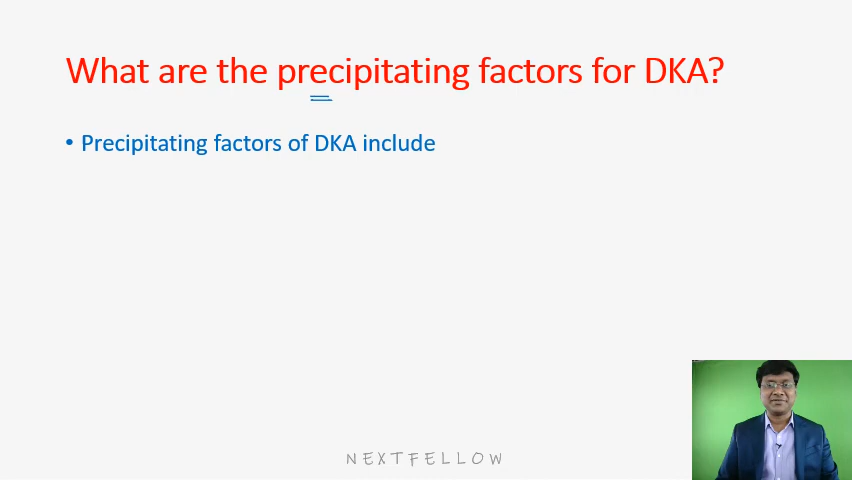 What are the precipitating factors for DKA?
• Precipitating factors of DKA include
NEXTFELLOW